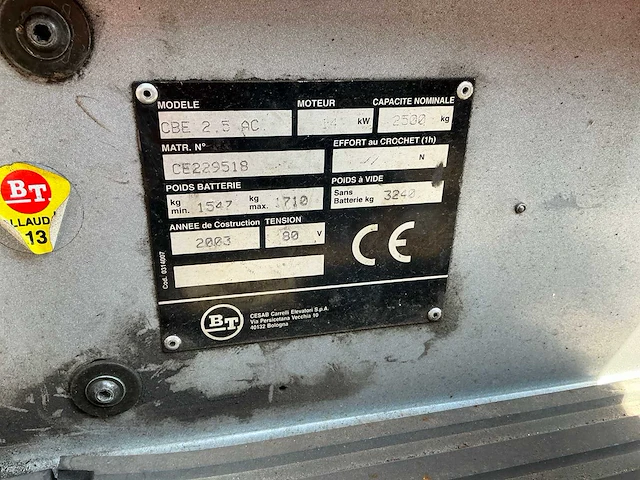 MODELE
MOTEUR
CAPACITE NOMINALE
CBE 2.5 AC
kW
2500 kg
MATR. N°
EFFORT au CROCHET (1h)
CE229518
N
POIDS BATTERIE
POIDS à VIDE
kg min. 1547 kg max. 1710
Sans Batterie kg 3240
ANNEE de Costruction
TENSION
2003
80 V
CE
Cod. 0314007
BT
CESAB Carrelli Elevatori S.p.A.
Via Persicetana Vecchia 10
40132 Bologna
BT
LLAUD
13